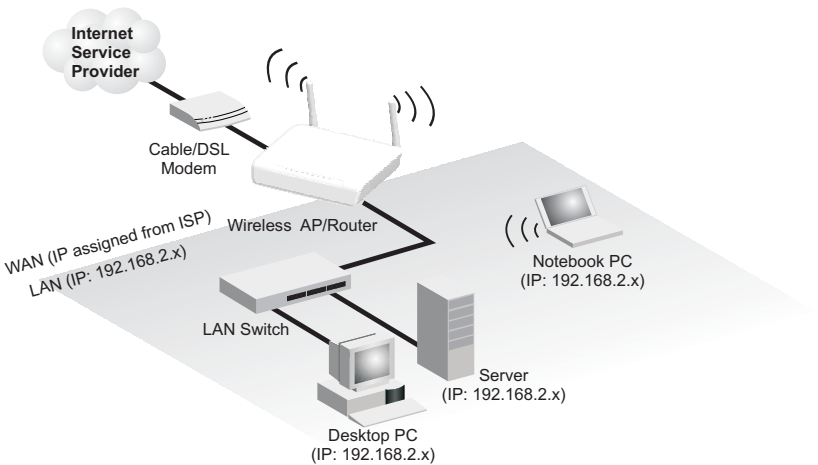 Internet
Service
Provider
Cable/DSL
Modem
Wireless AP/Router
WAN (IP assigned from ISP)
LAN (IP: 192.168.2.x)
Notebook PC
(IP: 192.168.2.x)
LAN Switch
Server
(IP: 192.168.2.x)
Desktop PC
(IP: 192.168.2.x)